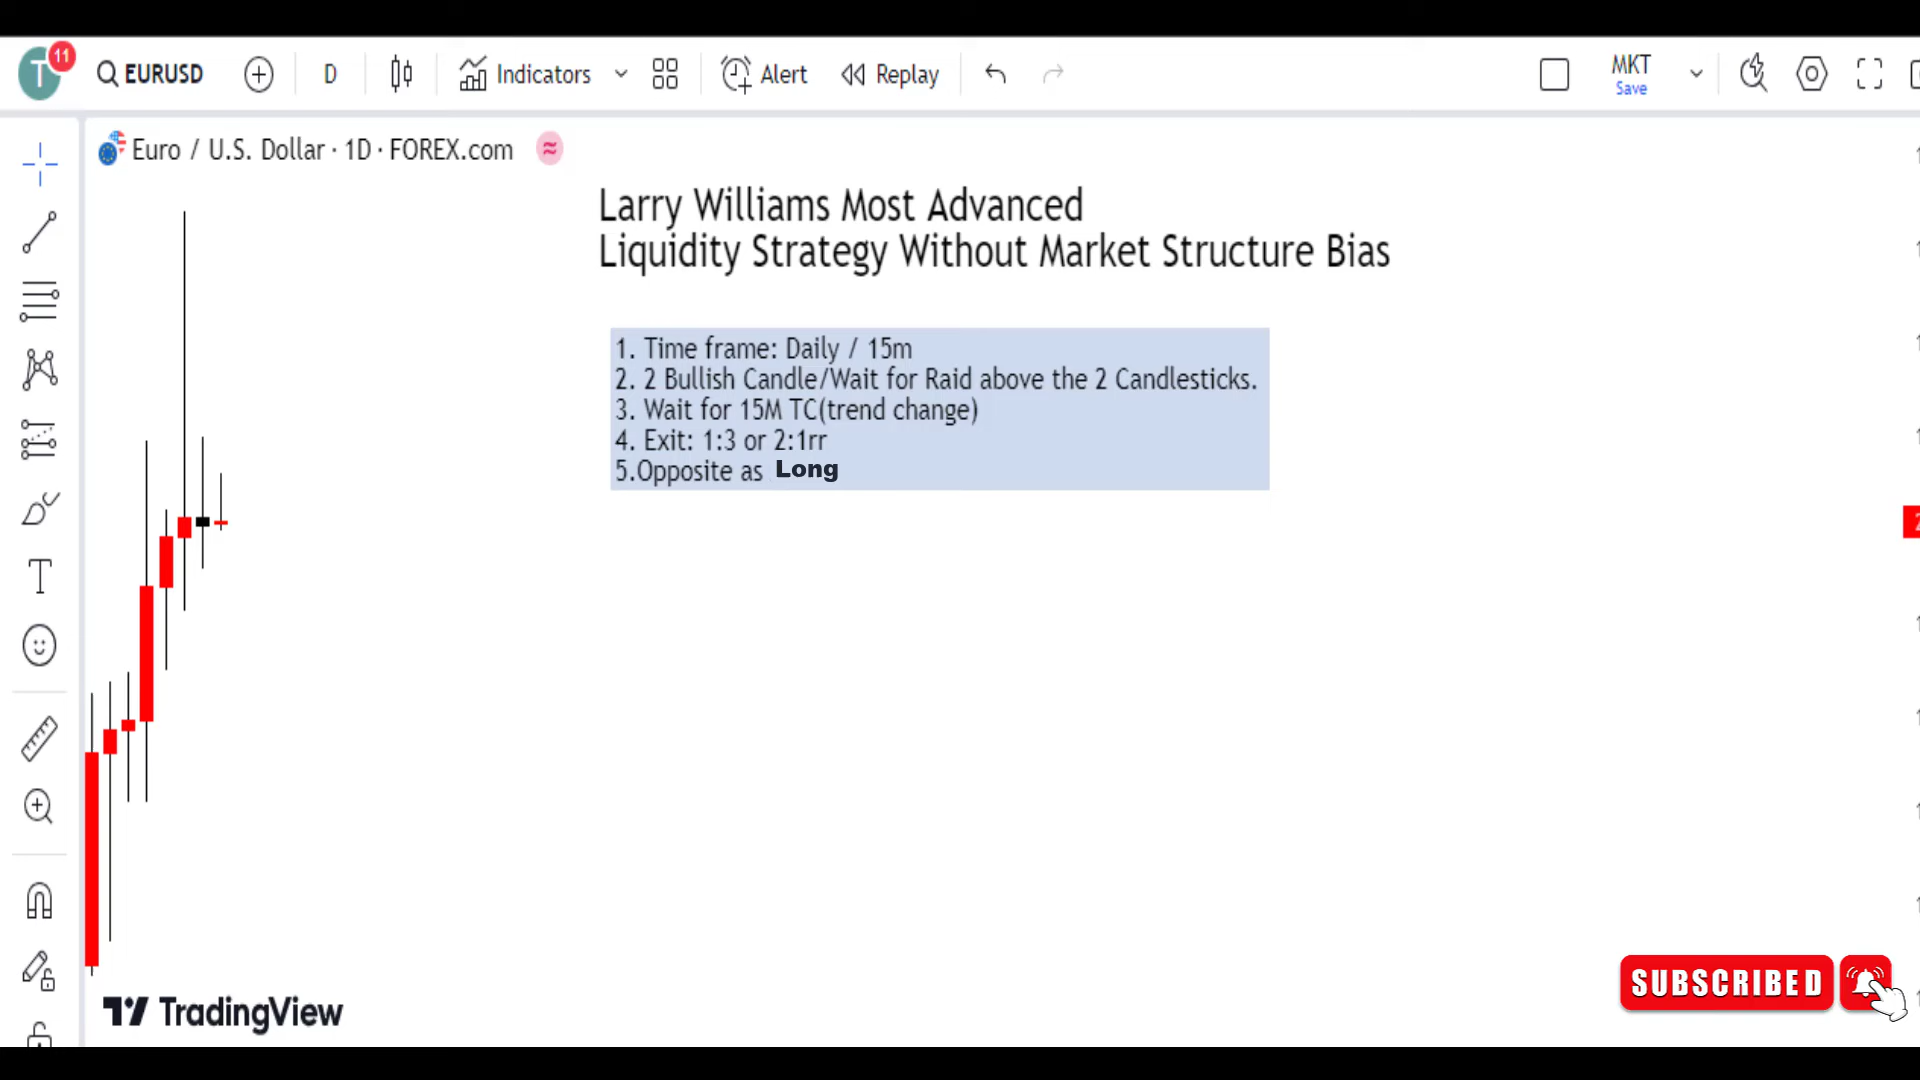 T 11 EURUSD D Indicators Alert Replay MKT
Save
Euro / U.S. Dollar · 1D · FOREX.com
Larry Williams Most Advanced
Liquidity Strategy Without Market Structure Bias
1. Time frame: Daily / 15m
2. 2 Bullish Candle/Wait for Raid above the 2 Candlesticks.
3. Wait for 15M TC(trend change)
4. Exit: 1:3 or 2:1rr
5.Opposite as Long
SUBSCRIBED
TradingView